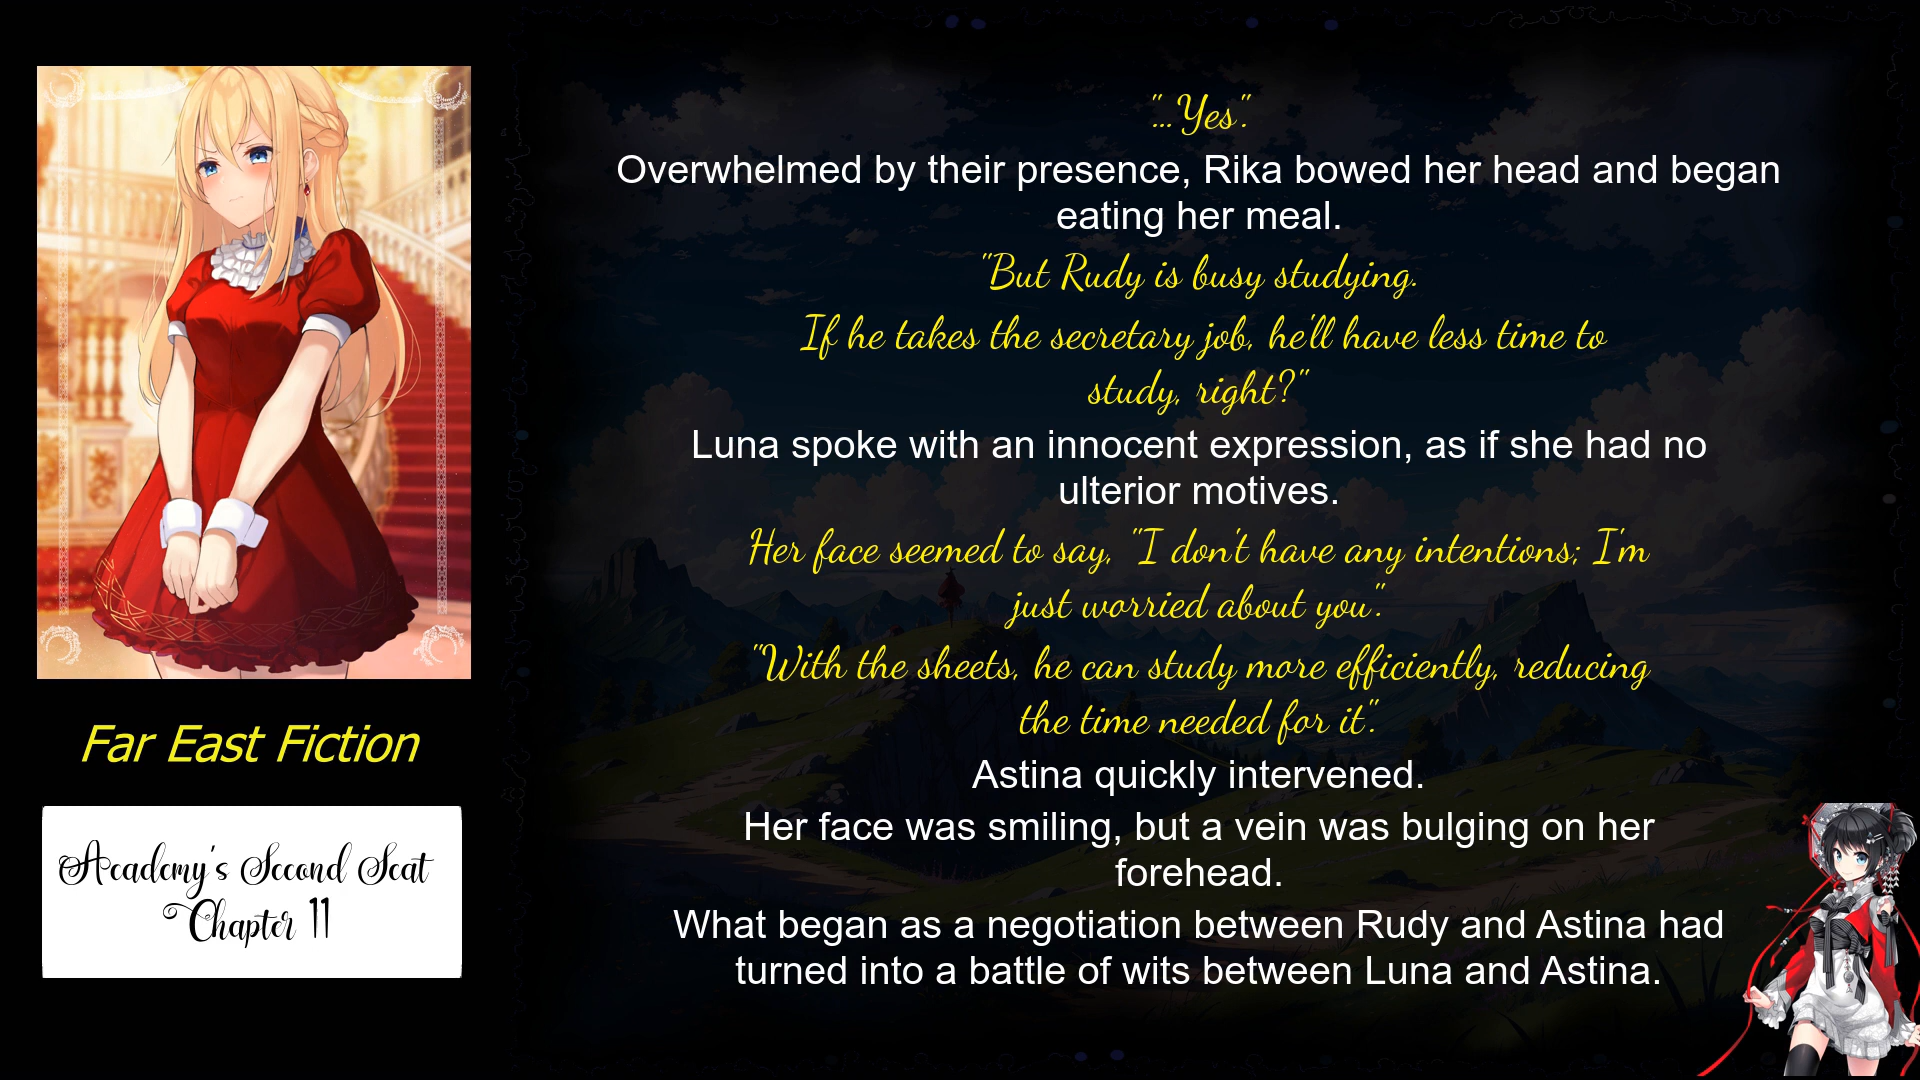 "...Yes".
Overwhelmed by their presence, Rika bowed her head and began
eating her meal.
"But Rudy is busy studying.
If he takes the secretary job, he'll have less time to
study, right?"
Luna spoke with an innocent expression, as if she had no
ulterior motives.
Her face seemed to say, "I don't have any intentions; I'm
just worried about you".
"With the sheets, he can study more efficiently, reducing
the time needed for it".
Astina quickly intervened.
Her face was smiling, but a vein was bulging on her
forehead.
What began as a negotiation between Rudy and Astina had
turned into a battle of wits between Luna and Astina.
Far East Fiction
Academy's Second Seat
Chapter 11